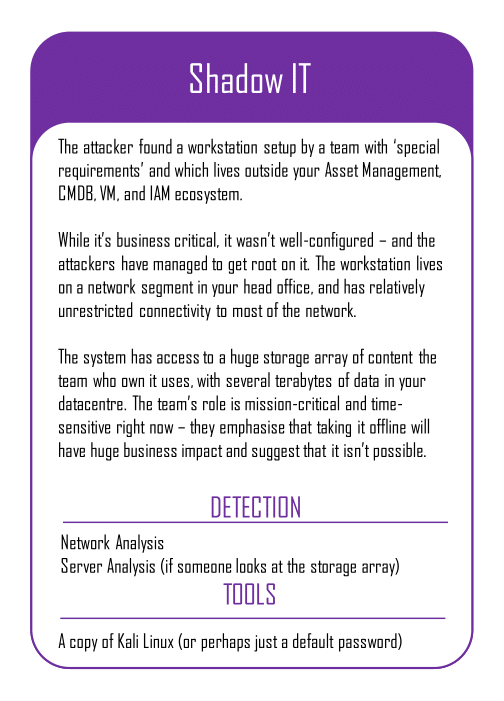 Shadow IT
The attacker found a workstation setup by a team with ‘special
requirements’ and which lives outside your Asset Management,
CMDB, VM, and IAM ecosystem.
While it’s business critical, it wasn’t well-configured – and the
attackers have managed to get root on it. The workstation lives
on a network segment in your head office, and has relatively
unrestricted connectivity to most of the network.
The system has access to a huge storage array of content the
team who own it uses, with several terabytes of data in your
datacentre. The team’s role is mission-critical and time-
sensitive right now – they emphasise that taking it offline will
have huge business impact and suggest that it isn’t possible.
DETECTION
Network Analysis
Server Analysis (if someone looks at the storage array)
TOOLS
A copy of Kali Linux (or perhaps just a default password)